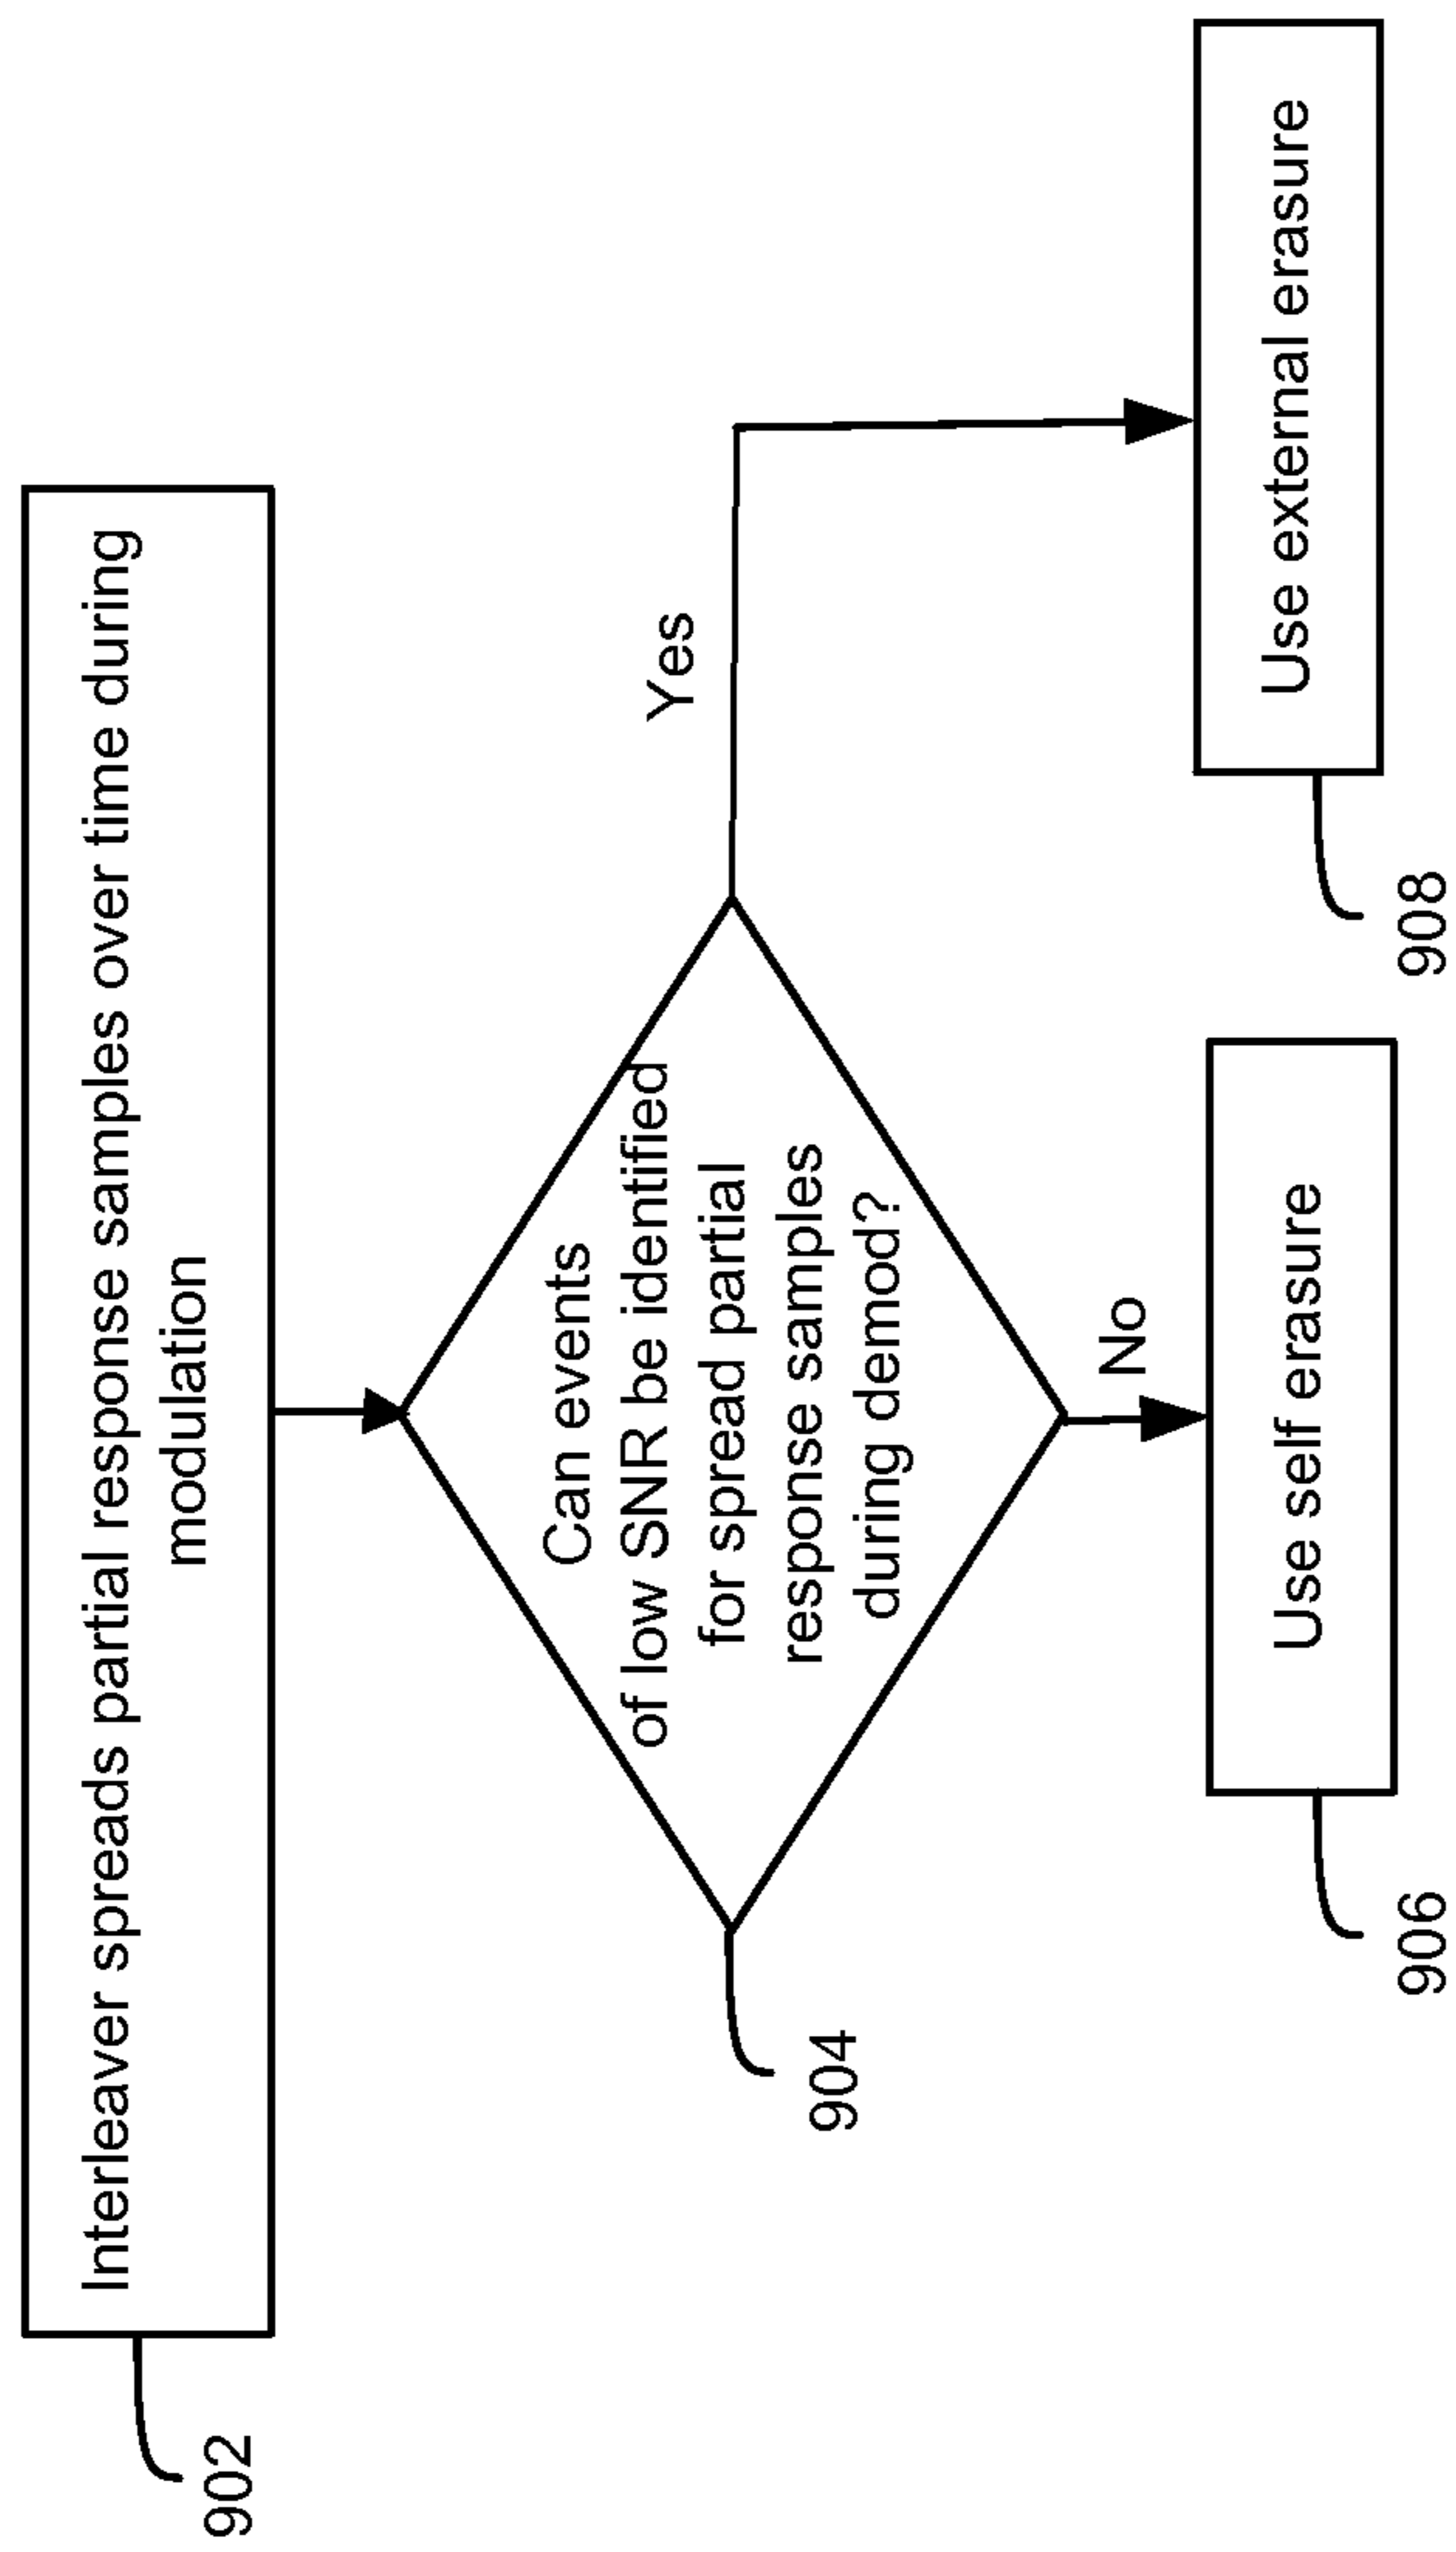 Interleaver spreads partial response samples over time during
modulation
902
Can events
of low SNR be identified
for spread partial
response samples
during demod?
904
Yes
No
Use self erasure
906
Use external erasure
908